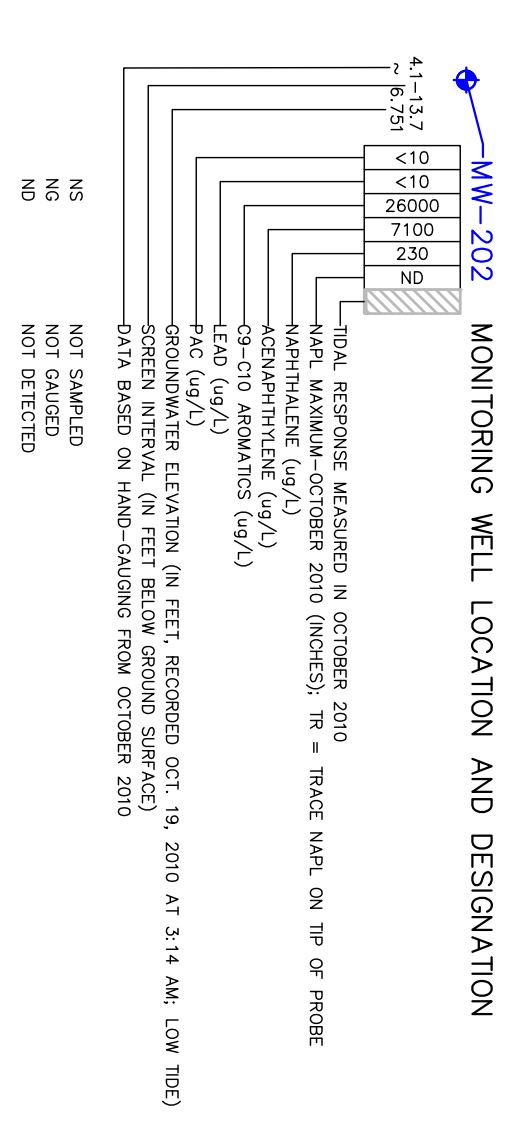 MW-202 MONITORING WELL LOCATION AND DESIGNATION
4.1-13.7
6.751
~
<10
<10
26000
7100
230
ND
TIDAL RESPONSE MEASURED IN OCTOBER 2010
NAPL MAXIMUM-OCTOBER 2010 (INCHES); TR = TRACE NAPL ON TIP OF PROBE
NAPHTHALENE (ug/L)
ACENAPHTHYLENE (ug/L)
C9-C10 AROMATICS (ug/L)
LEAD (ug/L)
PAC (ug/L)
GROUNDWATER ELEVATION (IN FEET, RECORDED OCT. 19, 2010 AT 3:14 AM; LOW TIDE)
SCREEN INTERVAL (IN FEET BELOW GROUND SURFACE)
DATA BASED ON HAND-GAUGING FROM OCTOBER 2010
NS NOT SAMPLED
NG NOT GAUGED
ND NOT DETECTED